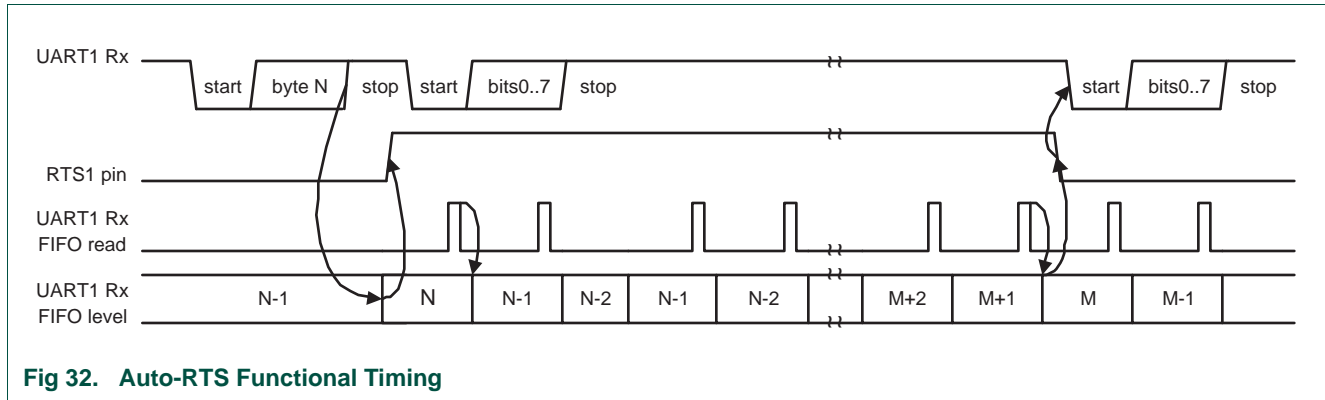 UART1 Rx
start byte N stop start bits0..7 stop start bits0..7 stop
RTS1 pin
UART1 Rx
FIFO read
UART1 Rx
FIFO level
N-1 N N-1 N-2 N-1 N-2 M+2 M+1 M M-1
Fig 32. Auto-RTS Functional Timing